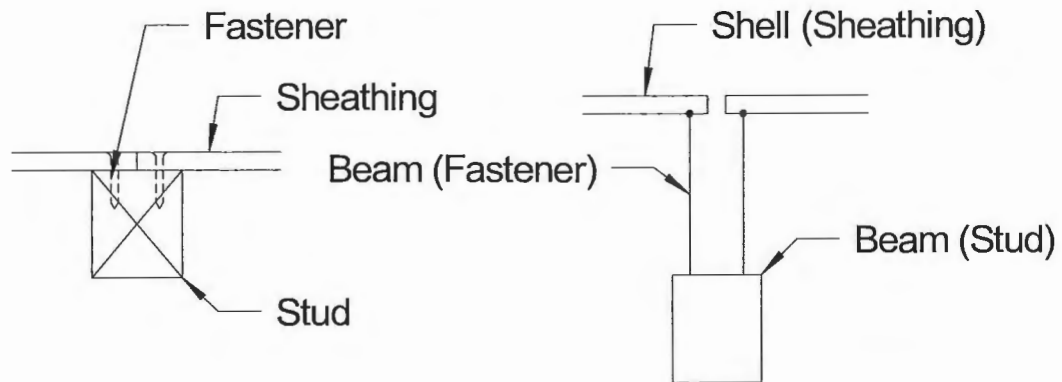 Fastener
Sheathing
Stud
Shell (Sheathing)
Beam (Fastener)
Beam (Stud)